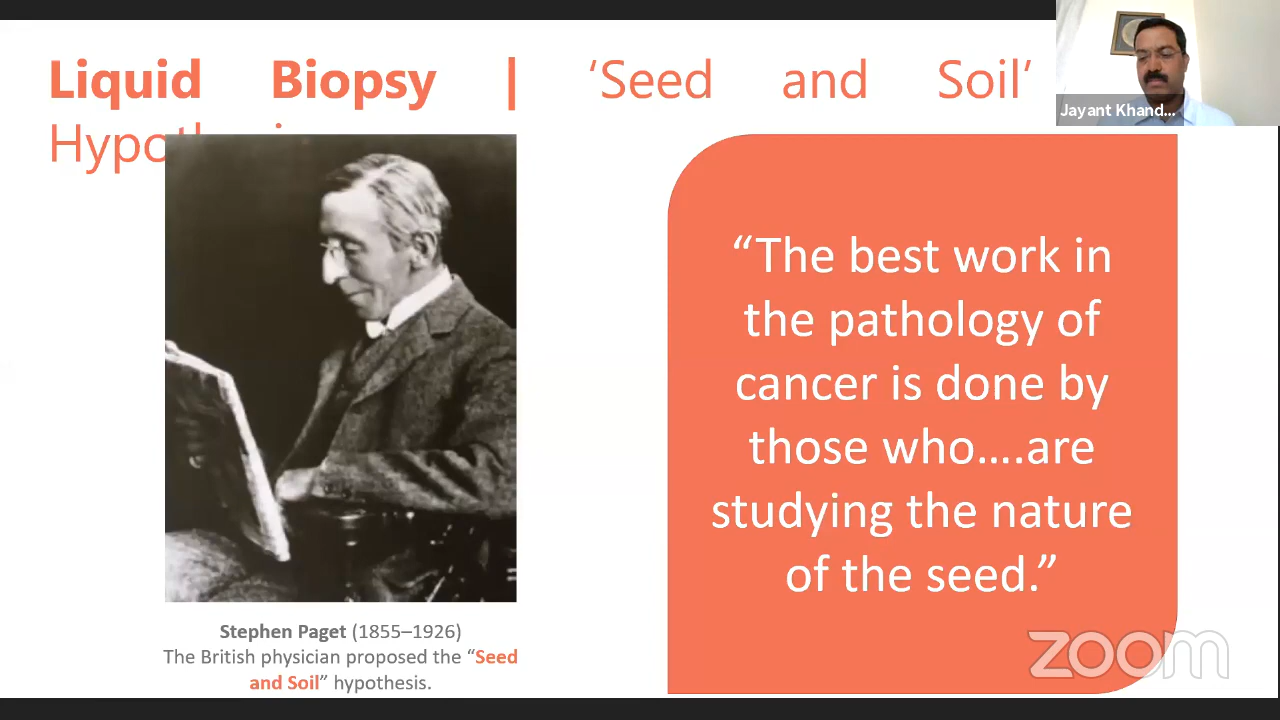 Liquid Biopsy | ‘Seed and Soil’
Jayant Khand...
“The best work in
the pathology of
cancer is done by
those who....are
studying the nature
of the seed.”
Stephen Paget (1855–1926)
The British physician proposed the “Seed
and Soil” hypothesis.
zoom